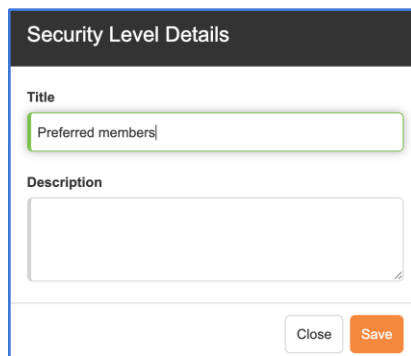 Security Level Details
Title
Preferred members
Description
Close Save